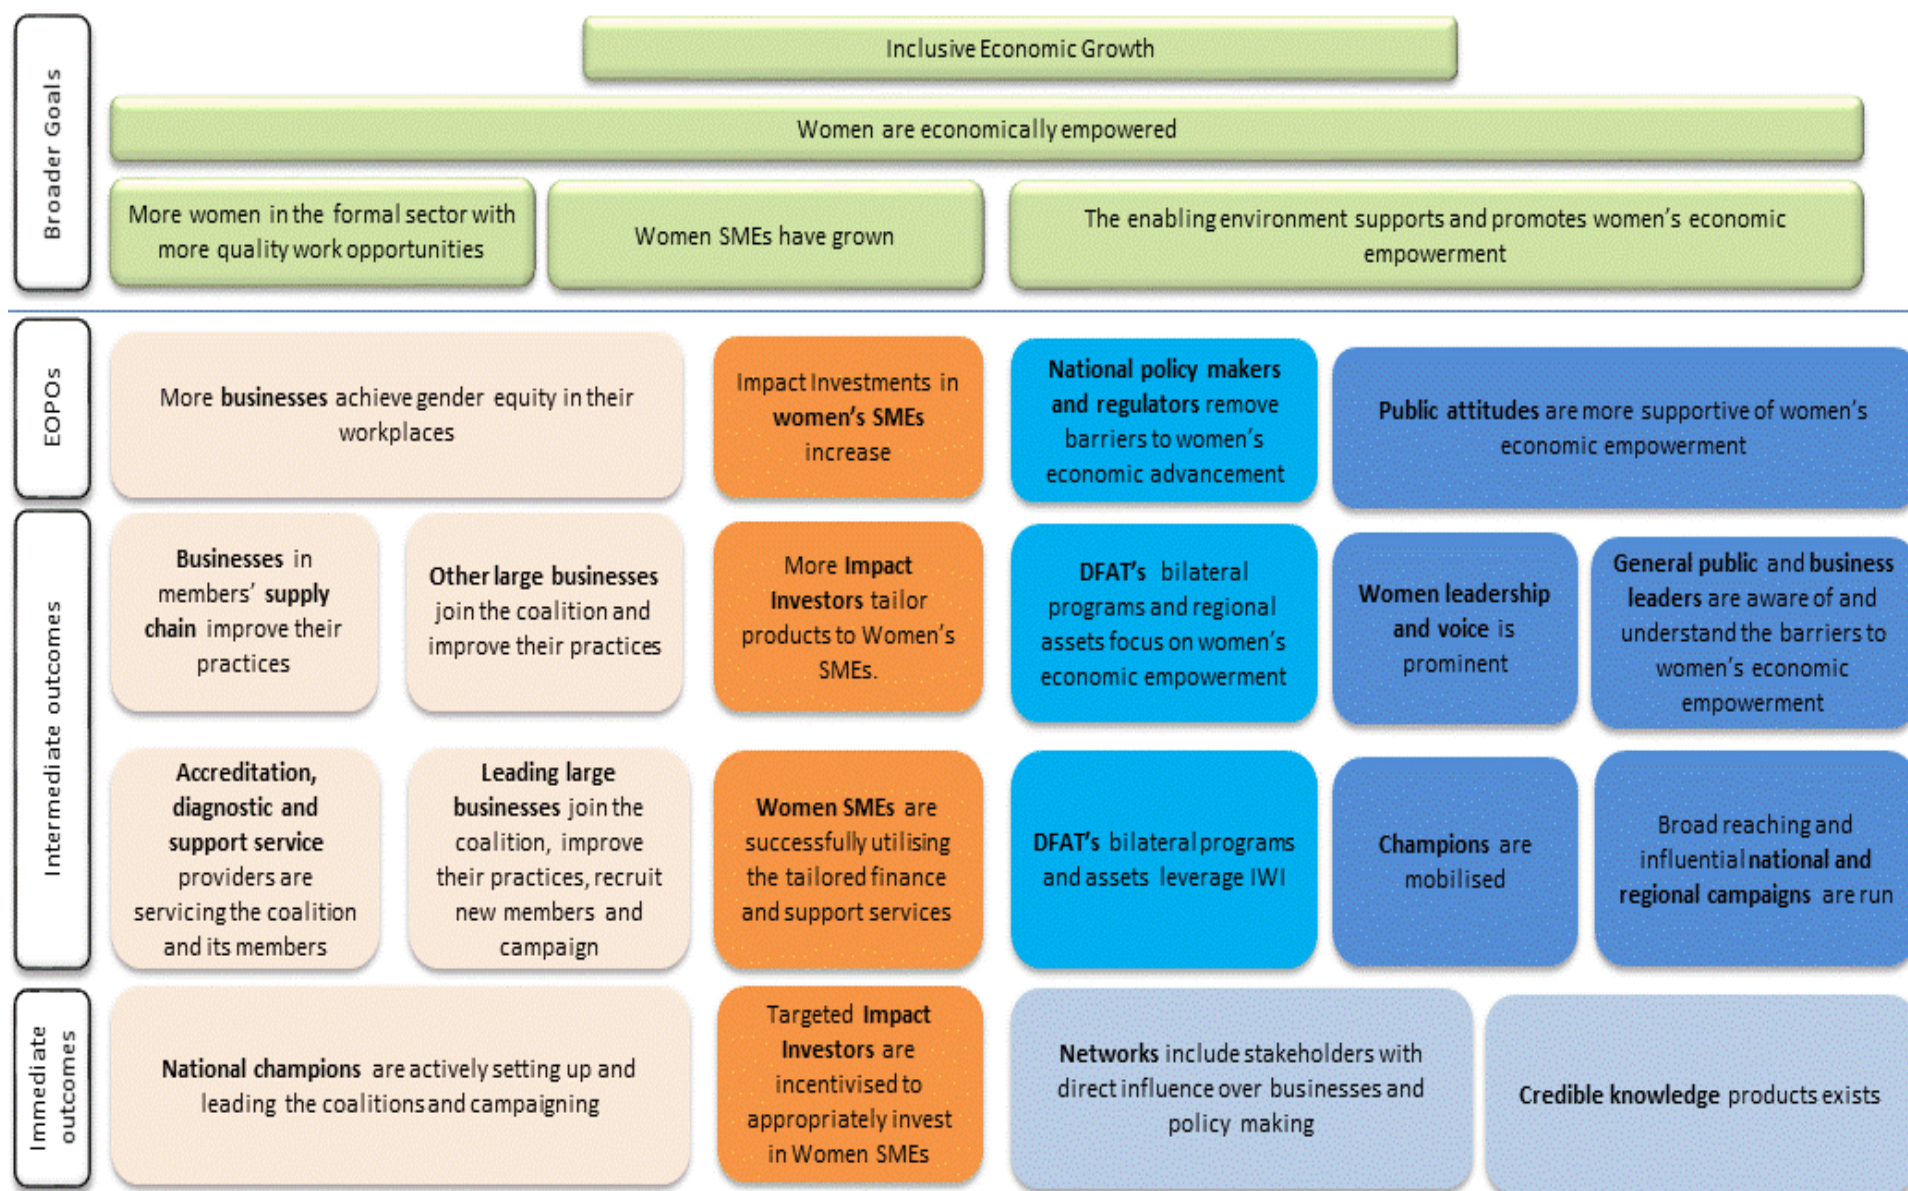 Broader Goals
Inclusive Economic Growth
Women are economically empowered
More women in the formal sector with
more quality work opportunities
Women SMEs have grown
The enabling environment supports and promotes women's economic
empowerment
EOPOs
More businesses achieve gender equity in their
workplaces
Impact Investments in
women's SMEs
increase
National policy makers
and regulators remove
barriers to women's
economic advancement
Public attitudes are more supportive of women's
economic empowerment
Intermediate outcomes
Businesses in
members' supply
chain improve their
practices
Other large businesses
join the coalition and
improve their practices
More Impact
Investors tailor
products to Women's
SMEs.
DFAT's bilateral
programs and regional
assets focus on women's
economic empowerment
Women leadership
and voice is
prominent
General public and business
leaders are aware of and
understand the barriers to
women's economic
empowerment
Accreditation,
diagnostic and
support service
providers are
servicing the coalition
and its members
Leading large
businesses join the
coalition, improve
their practices, recruit
new members and
campaign
Women SMEs are
successfully utilising
the tailored finance
and support services
DFAT's bilateral programs
and assets leverage IWI
Champions are
mobilised
Broad reaching and
influential national and
regional campaigns are run
Immediate
outcomes
National champions are actively setting up and
leading the coalitions and campaigning
Targeted Impact
Investors are
incentivised to
appropriately invest
in Women SMEs
Networks include stakeholders with
direct influence over businesses and
policy making
Credible knowledge products exists